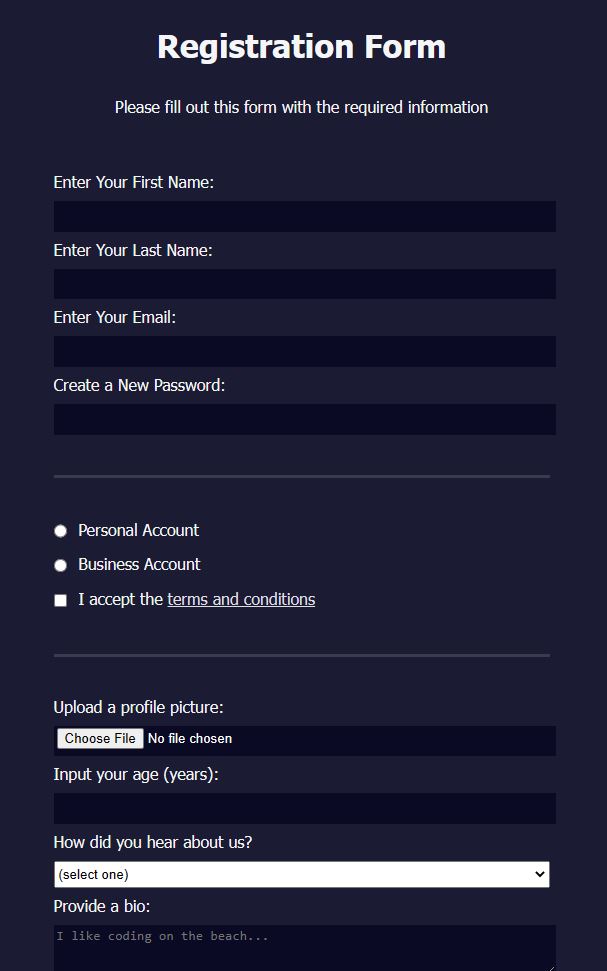 Registration Form
Please fill out this form with the required information
Enter Your First Name:
Enter Your Last Name:
Enter Your Email:
Create a New Password:
Personal Account
Business Account
I accept the terms and conditions
Upload a profile picture:
Choose File No file chosen
Input your age (years):
How did you hear about us?
(select one)
Provide a bio:
I like coding on the beach...